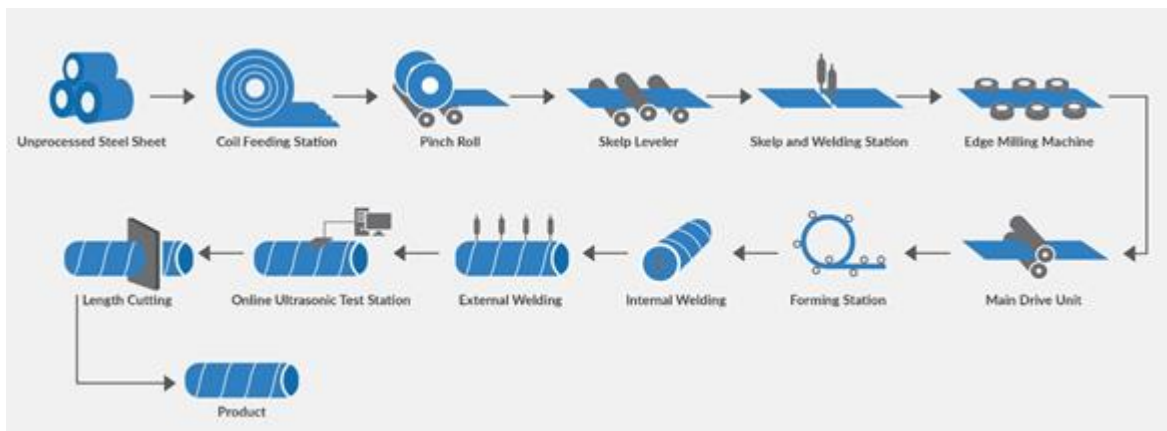 Unprocessed Steel Sheet
Coil Feeding Station
Pinch Roll
Skelp Leveler
Skelp and Welding Station
Edge Milling Machine
Length Cutting
Online Ultrasonic Test Station
External Welding
Internal Welding
Forming Station
Main Drive Unit
Product